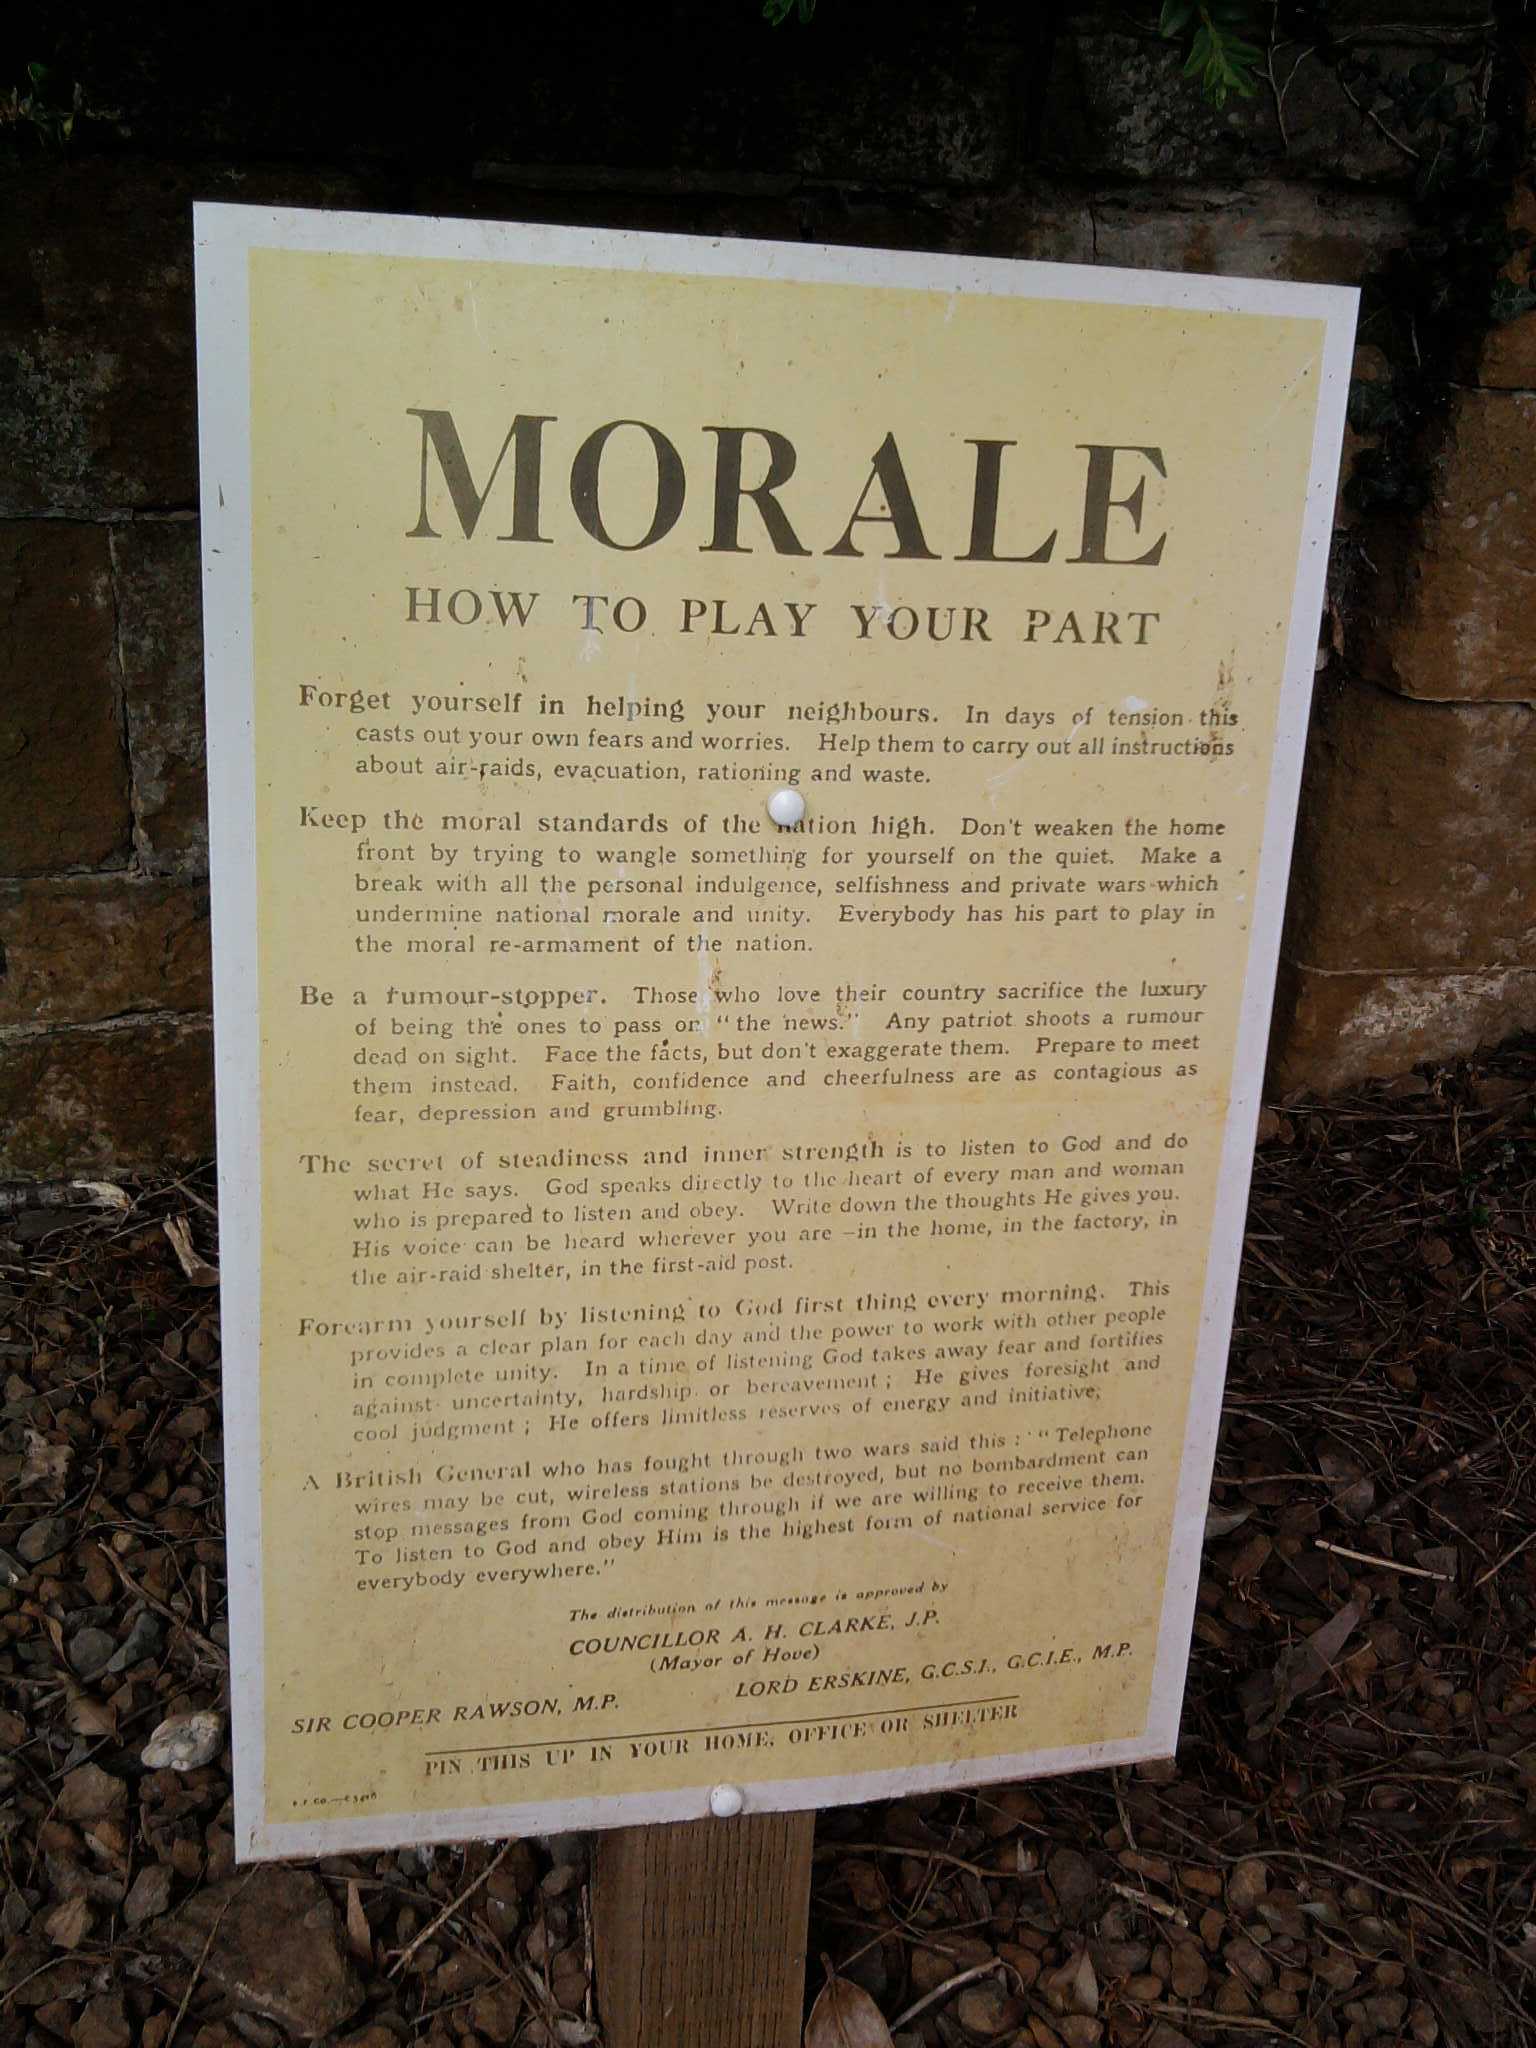 MORALE
HOW TO PLAY YOUR PART
Forget yourself in helping your neighbours. In days of tension this
casts out your own fears and worries. Help them to carry out all instructions
about air-raids, evacuation, rationing and waste.
Keep the moral standards of the nation high. Don't weaken the home
front by trying to wangle something for yourself on the quiet. Make a
break with all the personal indulgence, selfishness and private wars which
undermine national morale and unity. Everybody has his part to play in
the moral re-armament of the nation.
Be a rumour-stopper. Those who love their country sacrifice the luxury
of being the ones to pass on "the news." Any patriot shoots a rumour
dead on sight. Face the facts, but don't exaggerate them. Prepare to meet
them instead. Faith, confidence and cheerfulness are as contagious as
fear, depression and grumbling.
The secret of steadiness and inner strength is to listen to God and do
what He says. God speaks directly to the heart of every man and woman
who is prepared to listen and obey. Write down the thoughts He gives you.
His voice can be heard wherever you are—in the home, in the factory, in
the air-raid shelter, in the first-aid post.
Forearm yourself by listening to God first thing every morning. This
provides a clear plan for each day and the power to work with other people
in complete unity. In a time of listening God takes away fear and fortifies
against uncertainty, hardship or bereavement; He gives foresight and
cool judgment; He offers limitless reserves of energy and initiative.
A British General who has fought through two wars said this: "Telephone
wires may be cut, wireless stations be destroyed, but no bombardment can
stop messages from God coming through if we are willing to receive them.
To listen to God and obey Him is the highest form of national service for
everybody everywhere."
The distribution of this message is approved by
COUNCILLOR A. H. CLARKE, J.P.
(Mayor of Hove)
SIR COOPER RAWSON, M.P. LORD ERSKINE, G.C.S.I., G.C.I.E., M.P.
PIN THIS UP IN YOUR HOME, OFFICE OR SHELTER